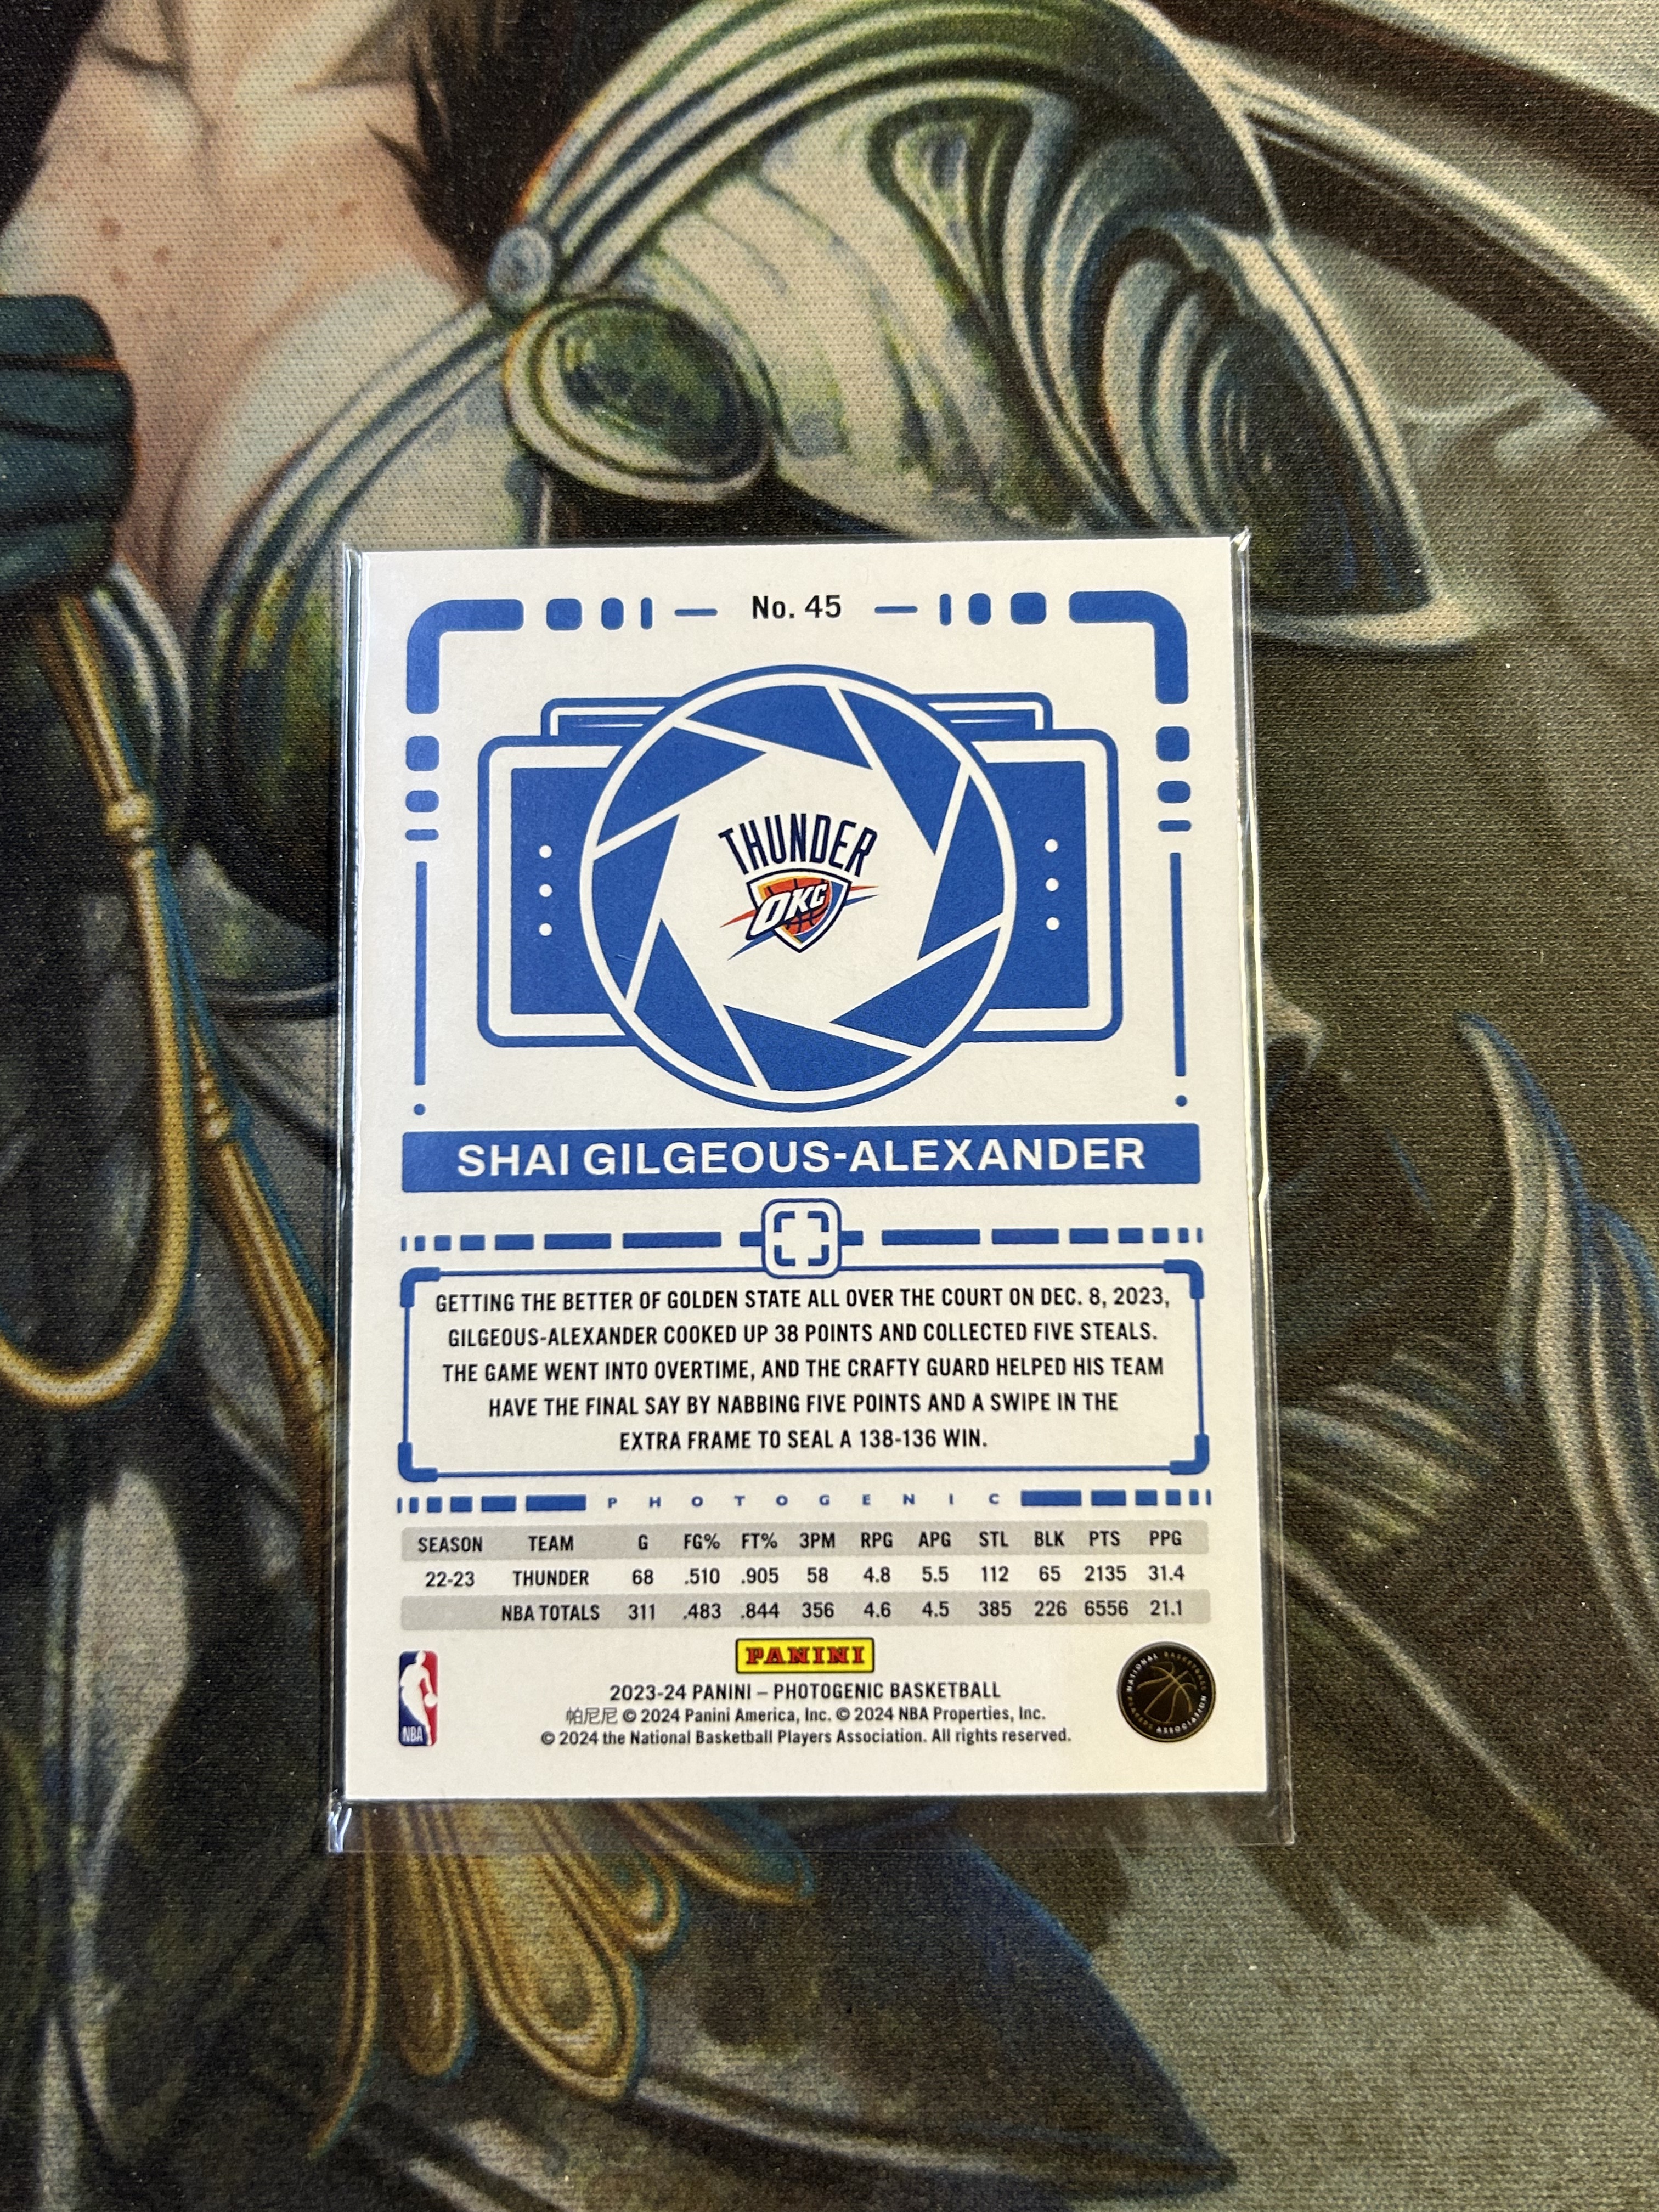 No. 45
THUNDER
OKC
SHAI GILGEOUS-ALEXANDER
GETTING THE BETTER OF GOLDEN STATE ALL OVER THE COURT ON DEC. 8, 2023,
GILGEOUS-ALEXANDER COOKED UP 38 POINTS AND COLLECTED FIVE STEALS.
THE GAME WENT INTO OVERTIME, AND THE CRAFTY GUARD HELPED HIS TEAM
HAVE THE FINAL SAY BY NABBING FIVE POINTS AND A SWIPE IN THE
EXTRA FRAME TO SEAL A 138-136 WIN.
PHOTOGENIC
SEASON TEAM G FG% FT% 3PM RPG APG STL BLK PTS PPG
22-23 THUNDER 68 .510 .905 58 4.8 5.5 112 65 2135 31.4
NBA TOTALS 311 .483 .844 356 4.6 4.5 385 226 6556 21.1
PANINI
2023-24 PANINI – PHOTOGENIC BASKETBALL
帕尼尼 © 2024 Panini America, Inc. © 2024 NBA Properties, Inc.
© 2024 the National Basketball Players Association. All rights reserved.
NBA
NATIONAL BASKETBALL PLAYERS ASSOCIATION